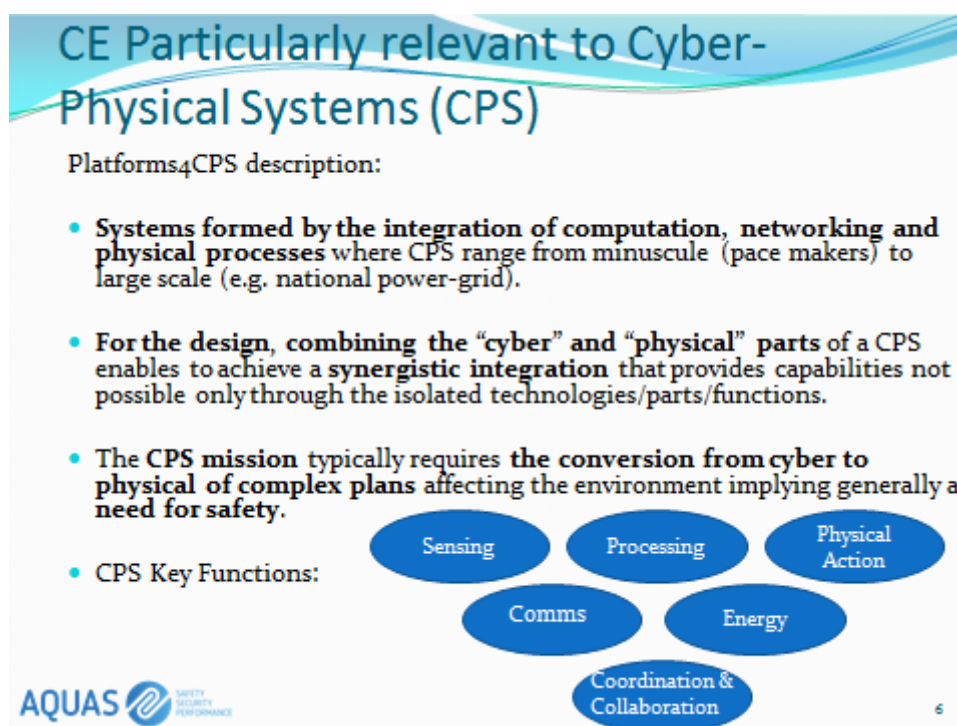 CE Particularly relevant to Cyber-
Physical Systems (CPS)
Platforms4CPS description:
• Systems formed by the integration of computation, networking and
physical processes where CPS range from minuscule (pace makers) to
large scale (e.g. national power-grid).
• For the design, combining the “cyber” and “physical” parts of a CPS
enables to achieve a synergistic integration that provides capabilities not
possible only through the isolated technologies/parts/functions.
• The CPS mission typically requires the conversion from cyber to
physical of complex plans affecting the environment implying generally a
need for safety.
• CPS Key Functions:
Sensing
Processing
Physical
Action
Comms
Energy
Coordination &
Collaboration
AQUAS
SAFETY
SECURITY
PERFORMANCE
6